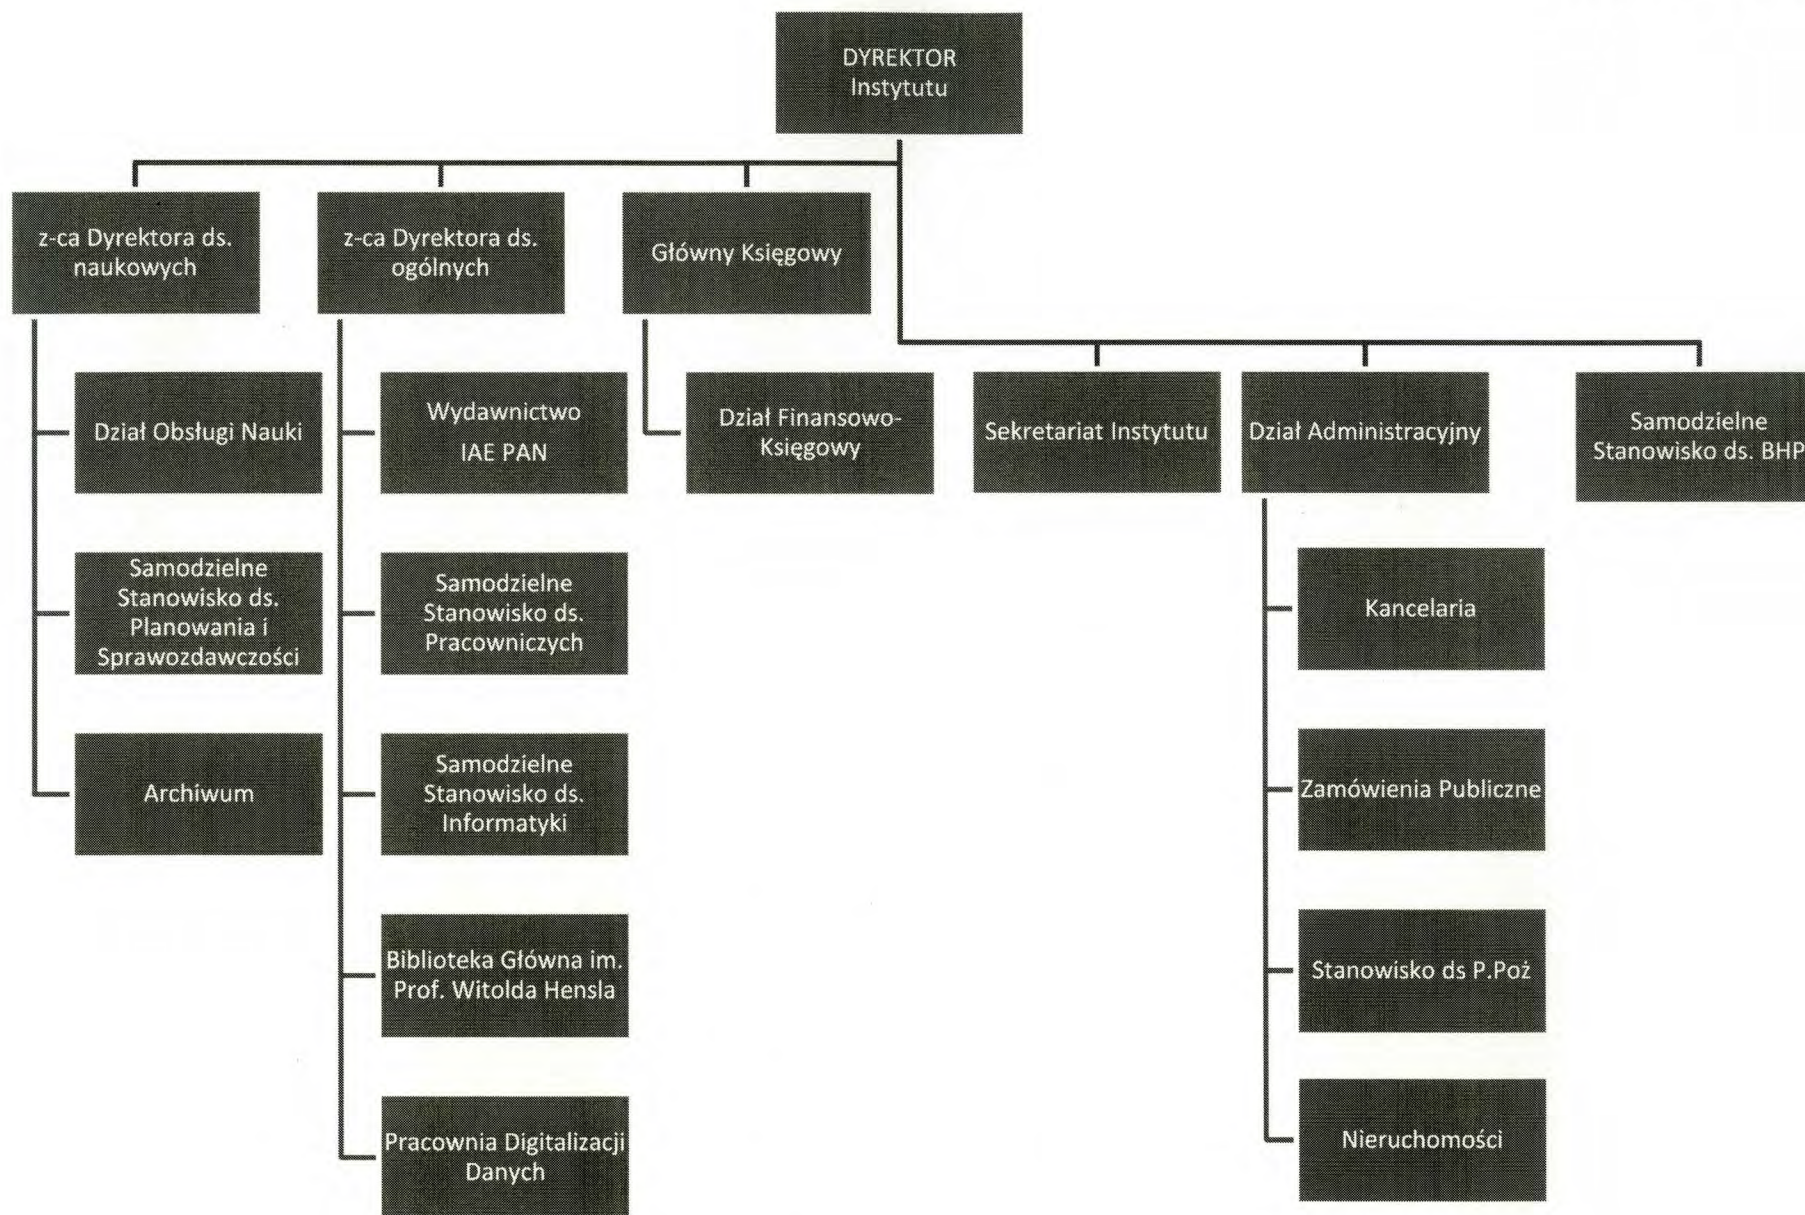 DYREKTOR
Instytutu
z-ca Dyrektora ds.
naukowych
z-ca Dyrektora ds.
ogólnych
Główny Księgowy
Dział Obsługi Nauki
Samodzielne
Stanowisko ds.
Planowania i
Sprawozdawczości
Archiwum
Wydawnictwo
IAE PAN
Samodzielne
Stanowisko ds.
Pracowniczych
Samodzielne
Stanowisko ds.
Informatyki
Biblioteka Główna im.
Prof. Witolda Hensla
Pracownia Digitalizacji
Danych
Dział Finansowo-
Księgowy
Sekretariat Instytutu
Dział Administracyjny
Kancelaria
Zamówienia Publiczne
Stanowisko ds P.Poż
Nieruchomości
Samodzielne
Stanowisko ds. BHP